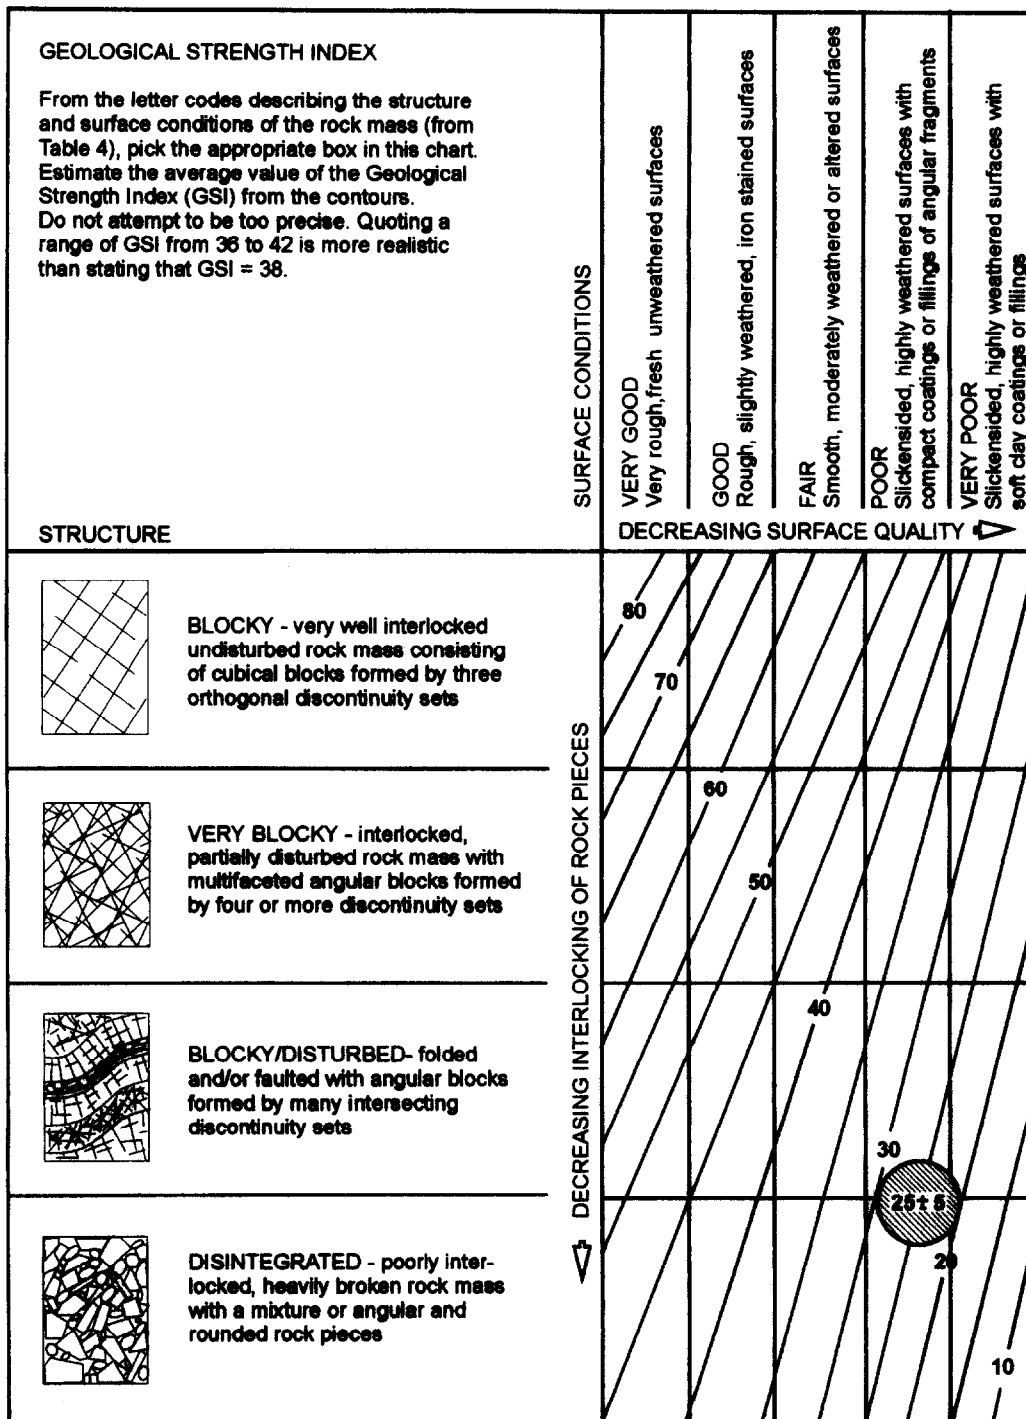 GEOLOGICAL STRENGTH INDEX
From the letter codes describing the structure
and surface conditions of the rock mass (from
Table 4), pick the appropriate box in this chart.
Estimate the average value of the Geological
Strength Index (GSI) from the contours.
Do not attempt to be too precise. Quoting a
range of GSI from 36 to 42 is more realistic
than stating that GSI = 38.
STRUCTURE
SURFACE CONDITIONS
VERY GOOD
Very rough,fresh unweathered surfaces
GOOD
Rough, slightly weathered, iron stained surfaces
FAIR
Smooth, moderately weathered or altered surfaces
POOR
Slickensided, highly weathered surfaces with
compact coatings or fillings of angular fragments
VERY POOR
Slickensided, highly weathered surfaces with
soft clay coatings or fillings
DECREASING SURFACE QUALITY
BLOCKY - very well interlocked
undisturbed rock mass consisting
of cubical blocks formed by three
orthogonal discontinuity sets
VERY BLOCKY - interlocked,
partially disturbed rock mass with
multifaceted angular blocks formed
by four or more discontinuity sets
BLOCKY/DISTURBED- folded
and/or faulted with angular blocks
formed by many intersecting
discontinuity sets
DISINTEGRATED - poorly inter-
locked, heavily broken rock mass
with a mixture or angular and
rounded rock pieces
DECREASING INTERLOCKING OF ROCK PIECES
80
70
60
50
40
30
25± 5
20
10